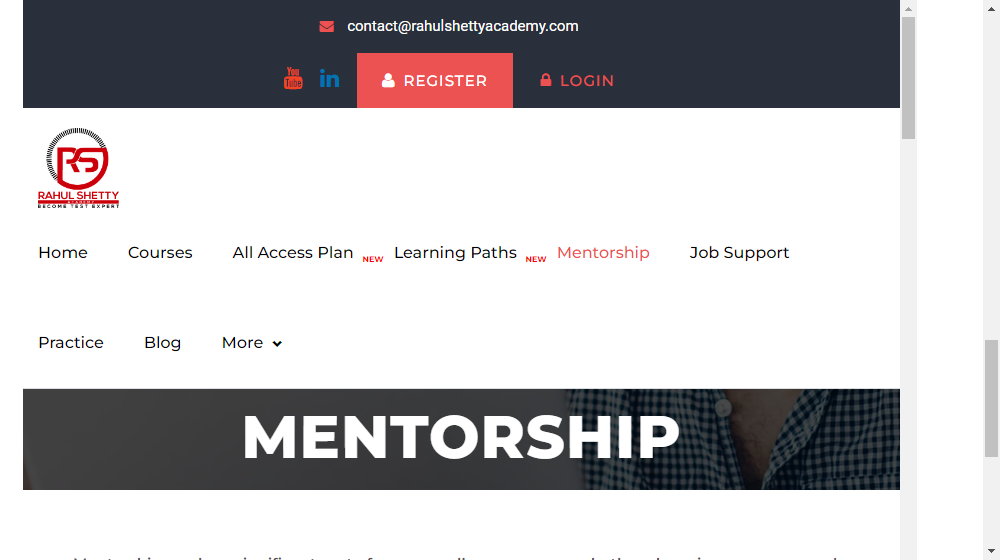 contact@rahulshettyacademy.com
You Tube in REGISTER LOGIN
RS
RAHUL SHETTY
ACADEMY
BECOME TEST EXPERT
Home Courses All Access Plan NEW Learning Paths NEW Mentorship Job Support
Practice Blog More
MENTORSHIP